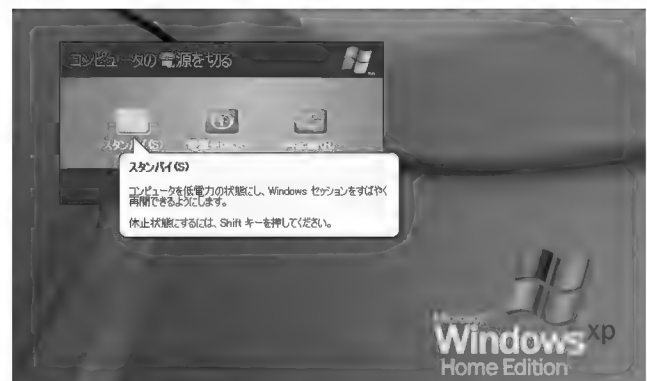 コンピュータの電源を切る
スタンバイ(S)
スタンバイ(S)
コンピュータを低電力の状態にし、Windows セッションをすばやく
再開できるようにします。
休止状態にするには、Shift キーを押してください。
Windows xp
Home Edition